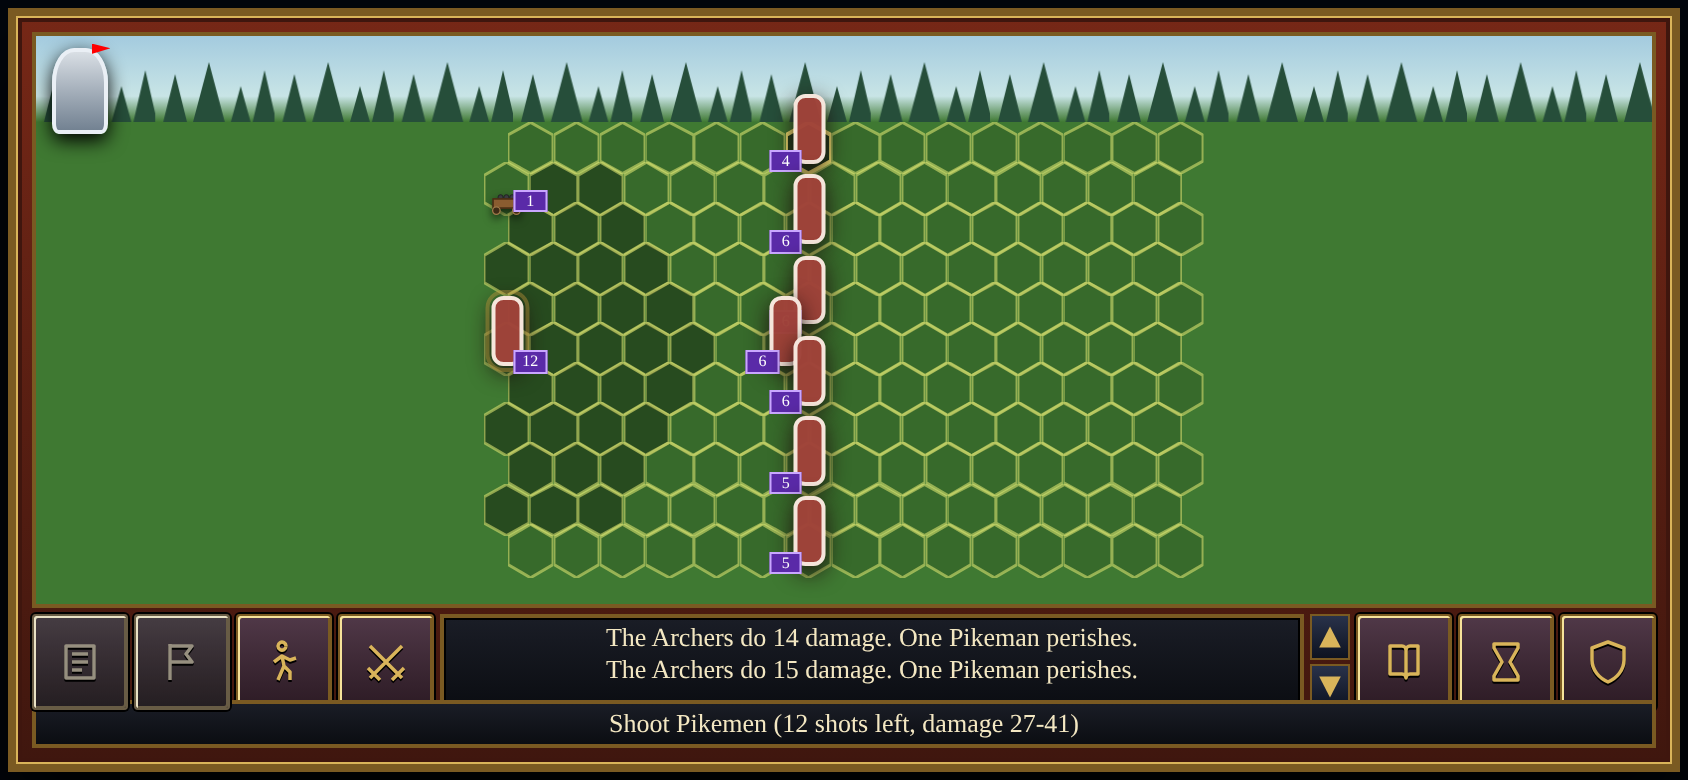 4
1
6
6
12
6
5
5
The Archers do 14 damage. One Pikeman perishes.
The Archers do 15 damage. One Pikeman perishes.
Shoot Pikemen (12 shots left, damage 27-41)